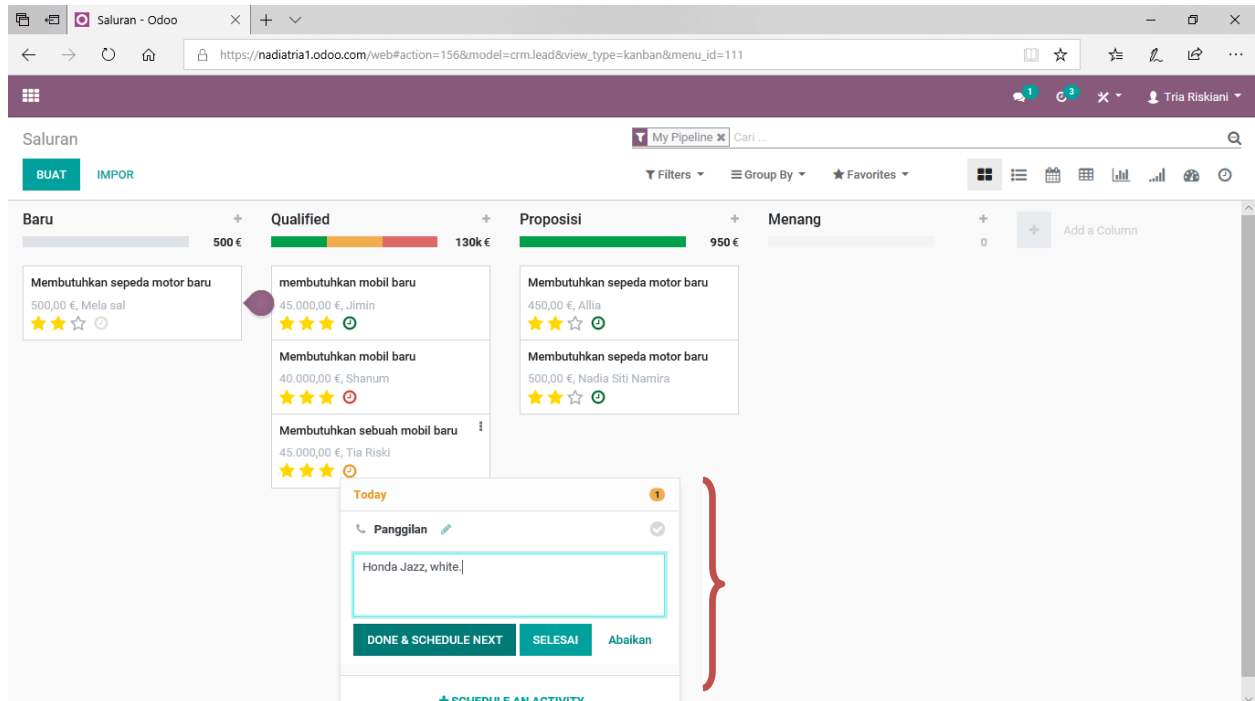 Saluran - Odoo
https://nadiatria1.odoo.com/web#action=156&model=crm.lead&view_type=kanban&menu_id=111
1 3 Tria Riskiani
Saluran
My Pipeline Cari ...
BUAT IMPOR Filters Group By Favorites
Baru + Qualified + Proposisi + Menang + + Add a Column
500 € 130k € 950 € 0
Membutuhkan sepeda motor baru
500,00 €, Mela sal
membutuhkan mobil baru
45.000,00 €, Jimin
Membutuhkan mobil baru
40.000,00 €, Shanum
Membutuhkan sebuah mobil baru
45.000,00 €, Tia Riski
Membutuhkan sepeda motor baru
450,00 €, Allia
Membutuhkan sepeda motor baru
500,00 €, Nadia Siti Namira
Today 1
Panggilan
Honda Jazz, white.
DONE & SCHEDULE NEXT SELESAI Abaikan
+ SCHEDULE AN ACTIVITY